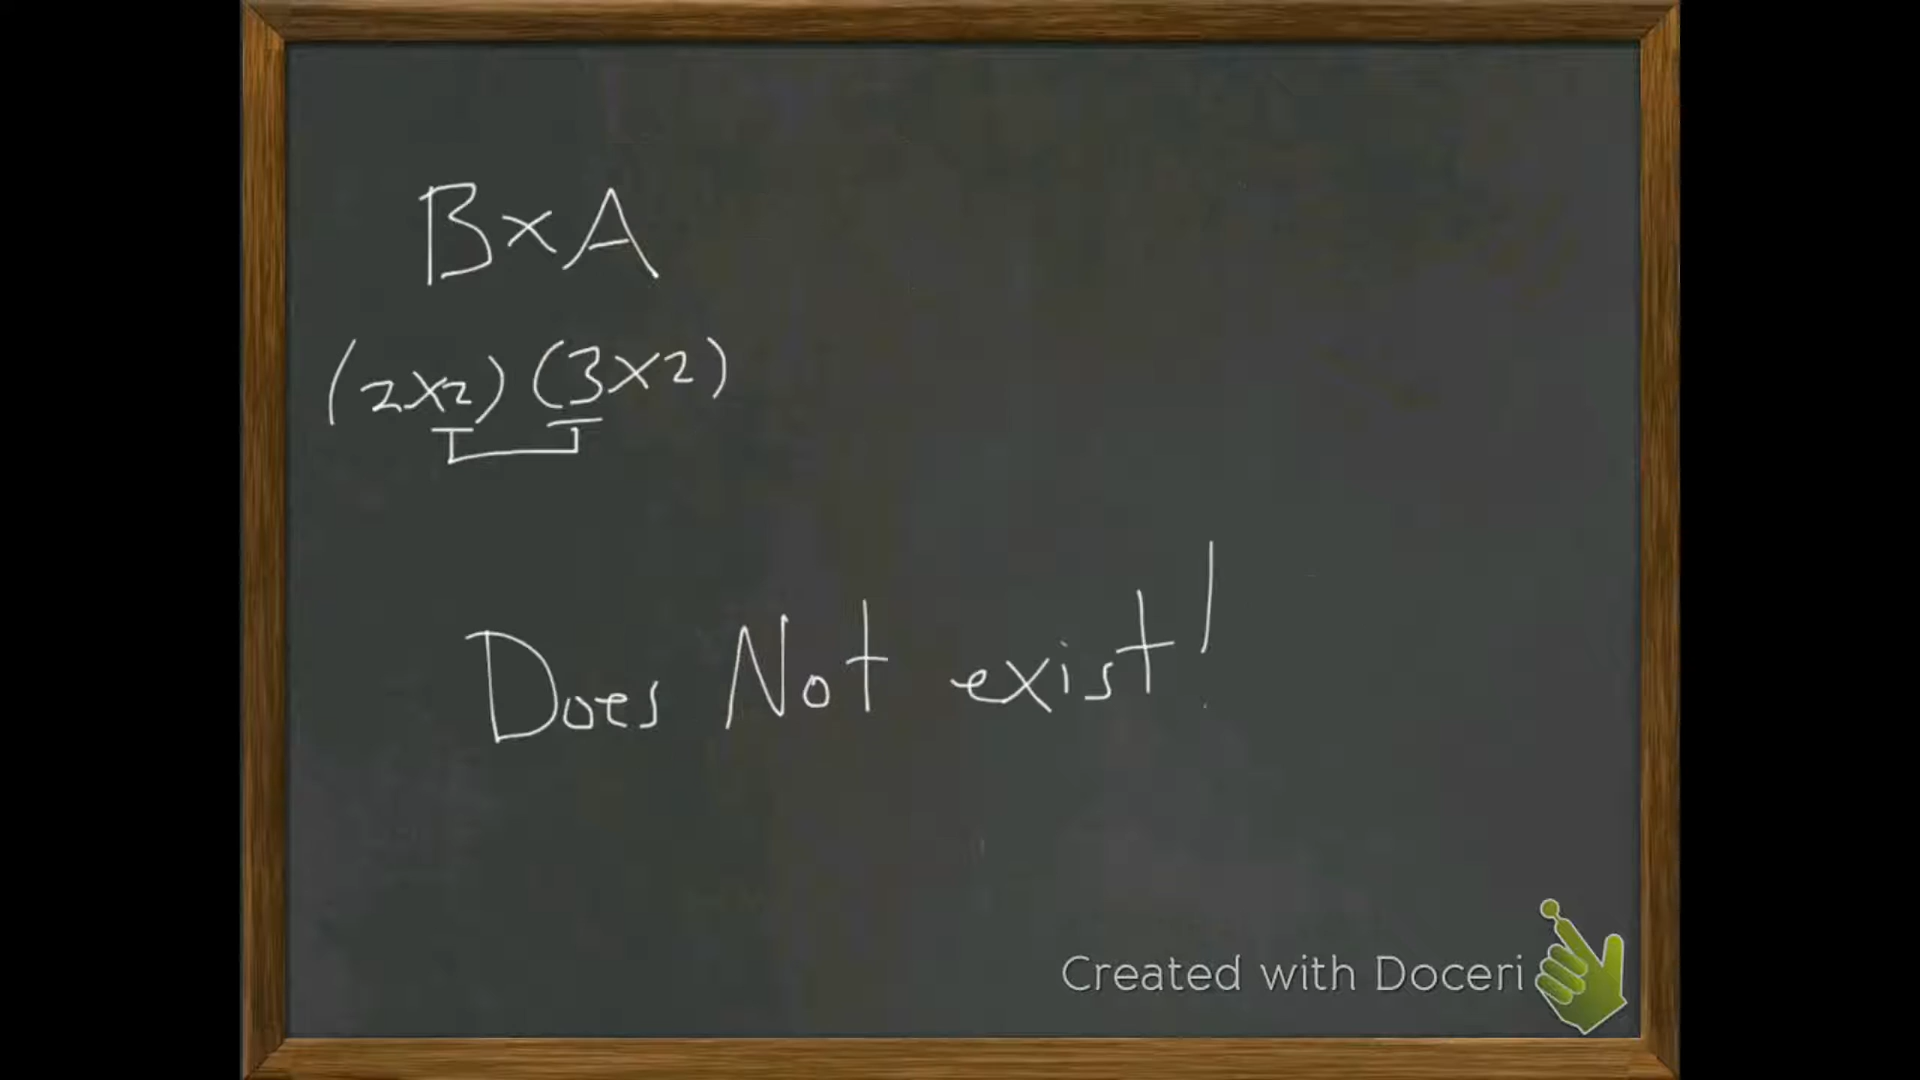 B×A
(2×2) (3×2)
Does Not exist!
Created with Doceri